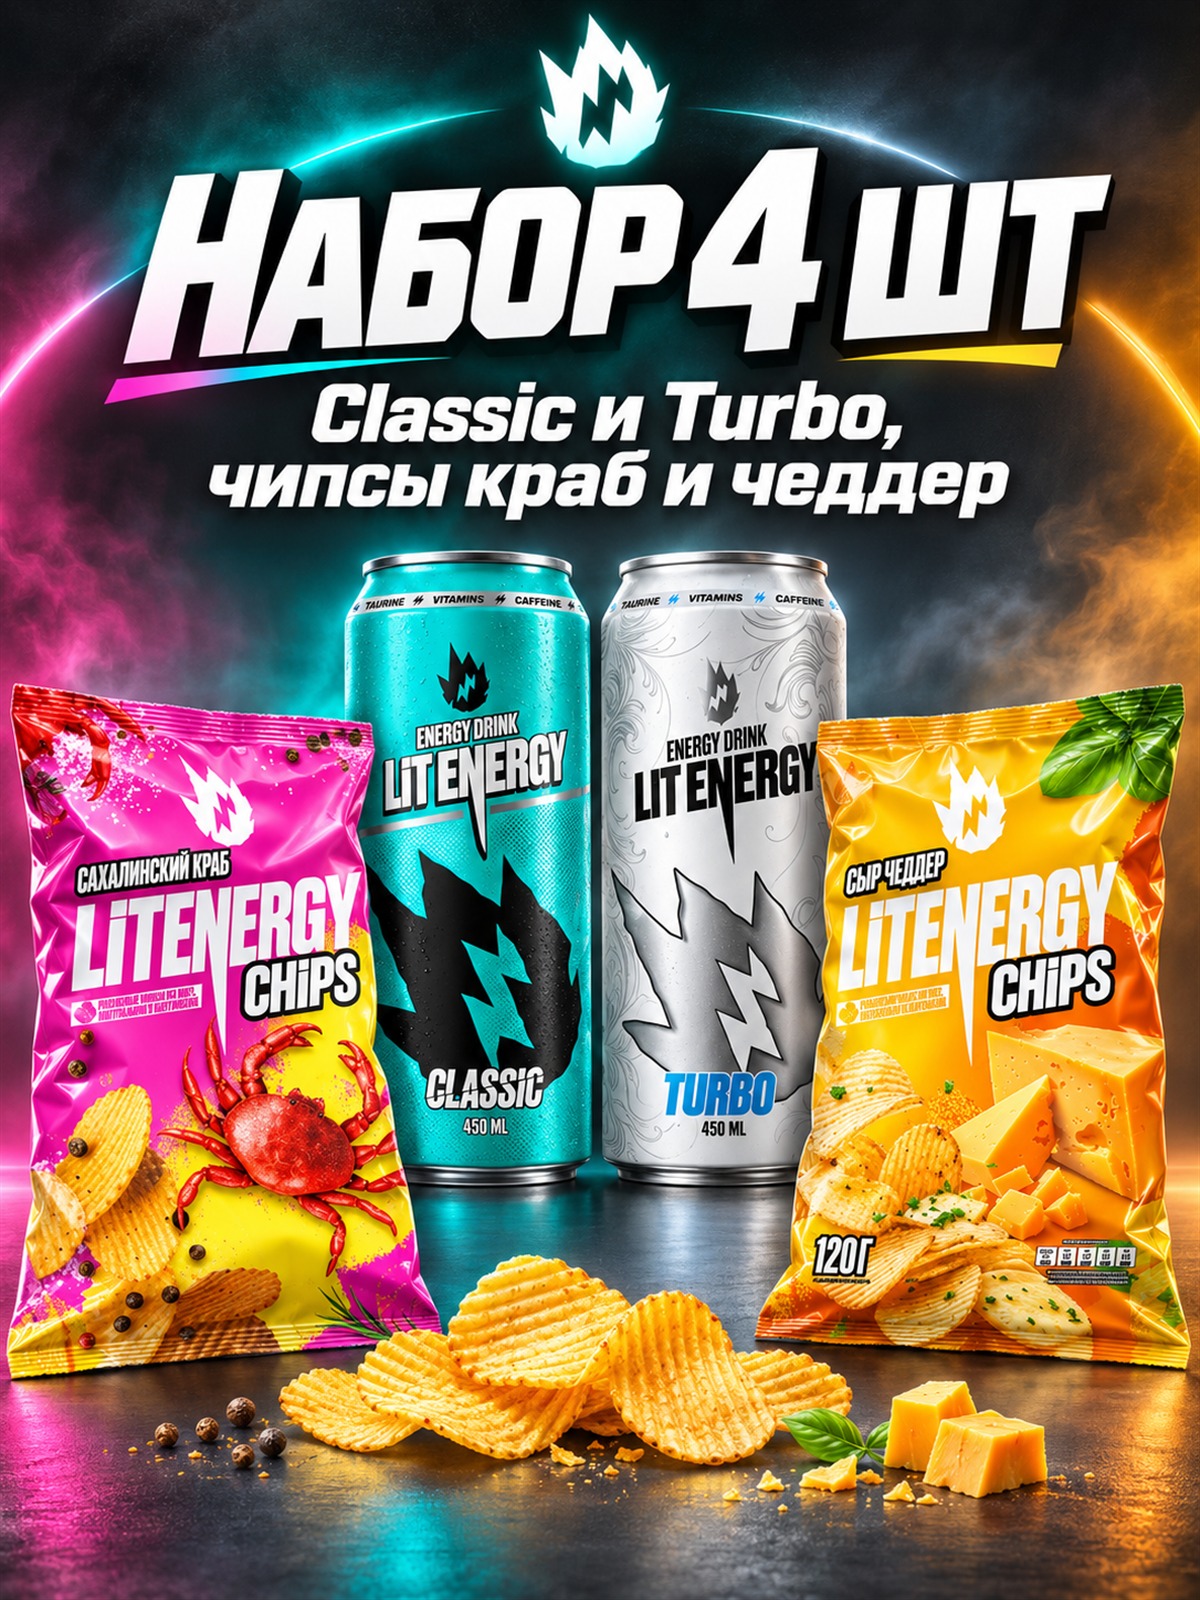 НАБОР 4 ШТ
Classic и Turbo,
чипсы краб и чеддер
TAURINE VITAMINS CAFFEINE
ENERGY DRINK
LIT ENERGY
CLASSIC
450 ML
TAURINE VITAMINS CAFFEINE
ENERGY DRINK
LIT ENERGY
TURBO
450 ML
САХАЛИНСКИЙ КРАБ
LITENERGY
CHIPS
СЫР ЧЕДДЕР
LITENERGY
CHIPS
120Г